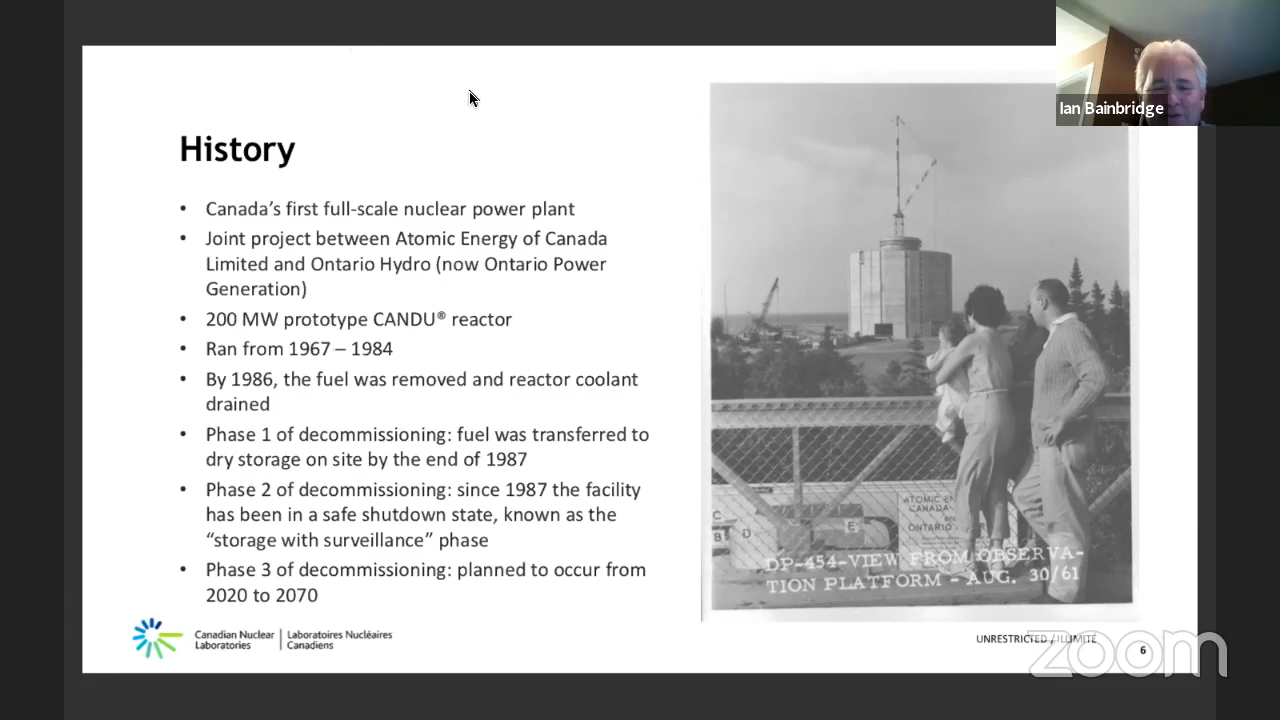 Ian Bainbridge
History
• Canada's first full-scale nuclear power plant
• Joint project between Atomic Energy of Canada
Limited and Ontario Hydro (now Ontario Power
Generation)
• 200 MW prototype CANDU® reactor
• Ran from 1967 – 1984
• By 1986, the fuel was removed and reactor coolant
drained
• Phase 1 of decommissioning: fuel was transferred to
dry storage on site by the end of 1987
• Phase 2 of decommissioning: since 1987 the facility
has been in a safe shutdown state, known as the
“storage with surveillance” phase
• Phase 3 of decommissioning: planned to occur from
2020 to 2070
ATOMIC EN
CANADA
ONTARIO
C
B D E
DP-454-VIEW FROM OBSERVA-
TION PLATFORM - AUG. 30/61
Canadian Nuclear
Laboratories
Laboratoires Nucléaires
Canadiens
UNRESTRICTED / ILLIMITÉ
6
zoom